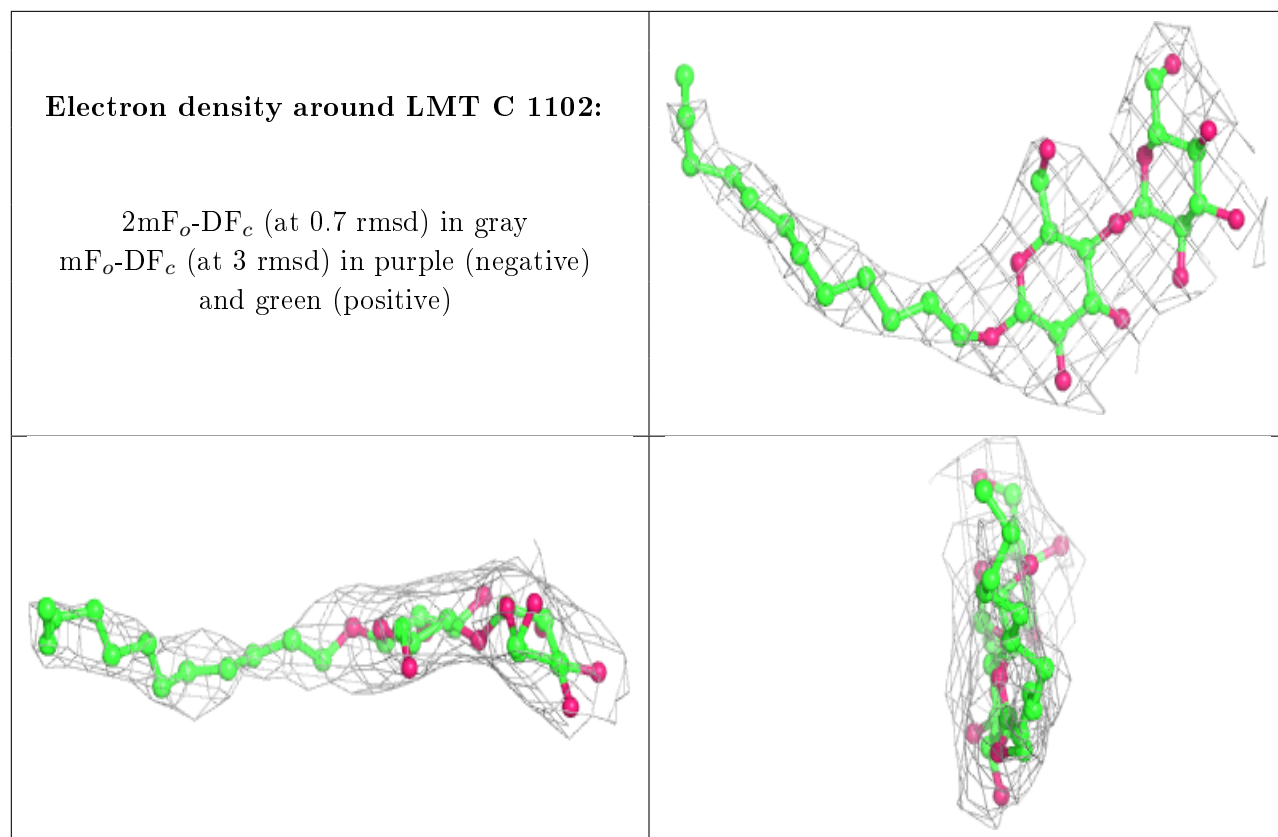 Electron density around LMT C 1102:
2mFo-DFc (at 0.7 rmsd) in gray
mFo-DFc (at 3 rmsd) in purple (negative)
and green (positive)